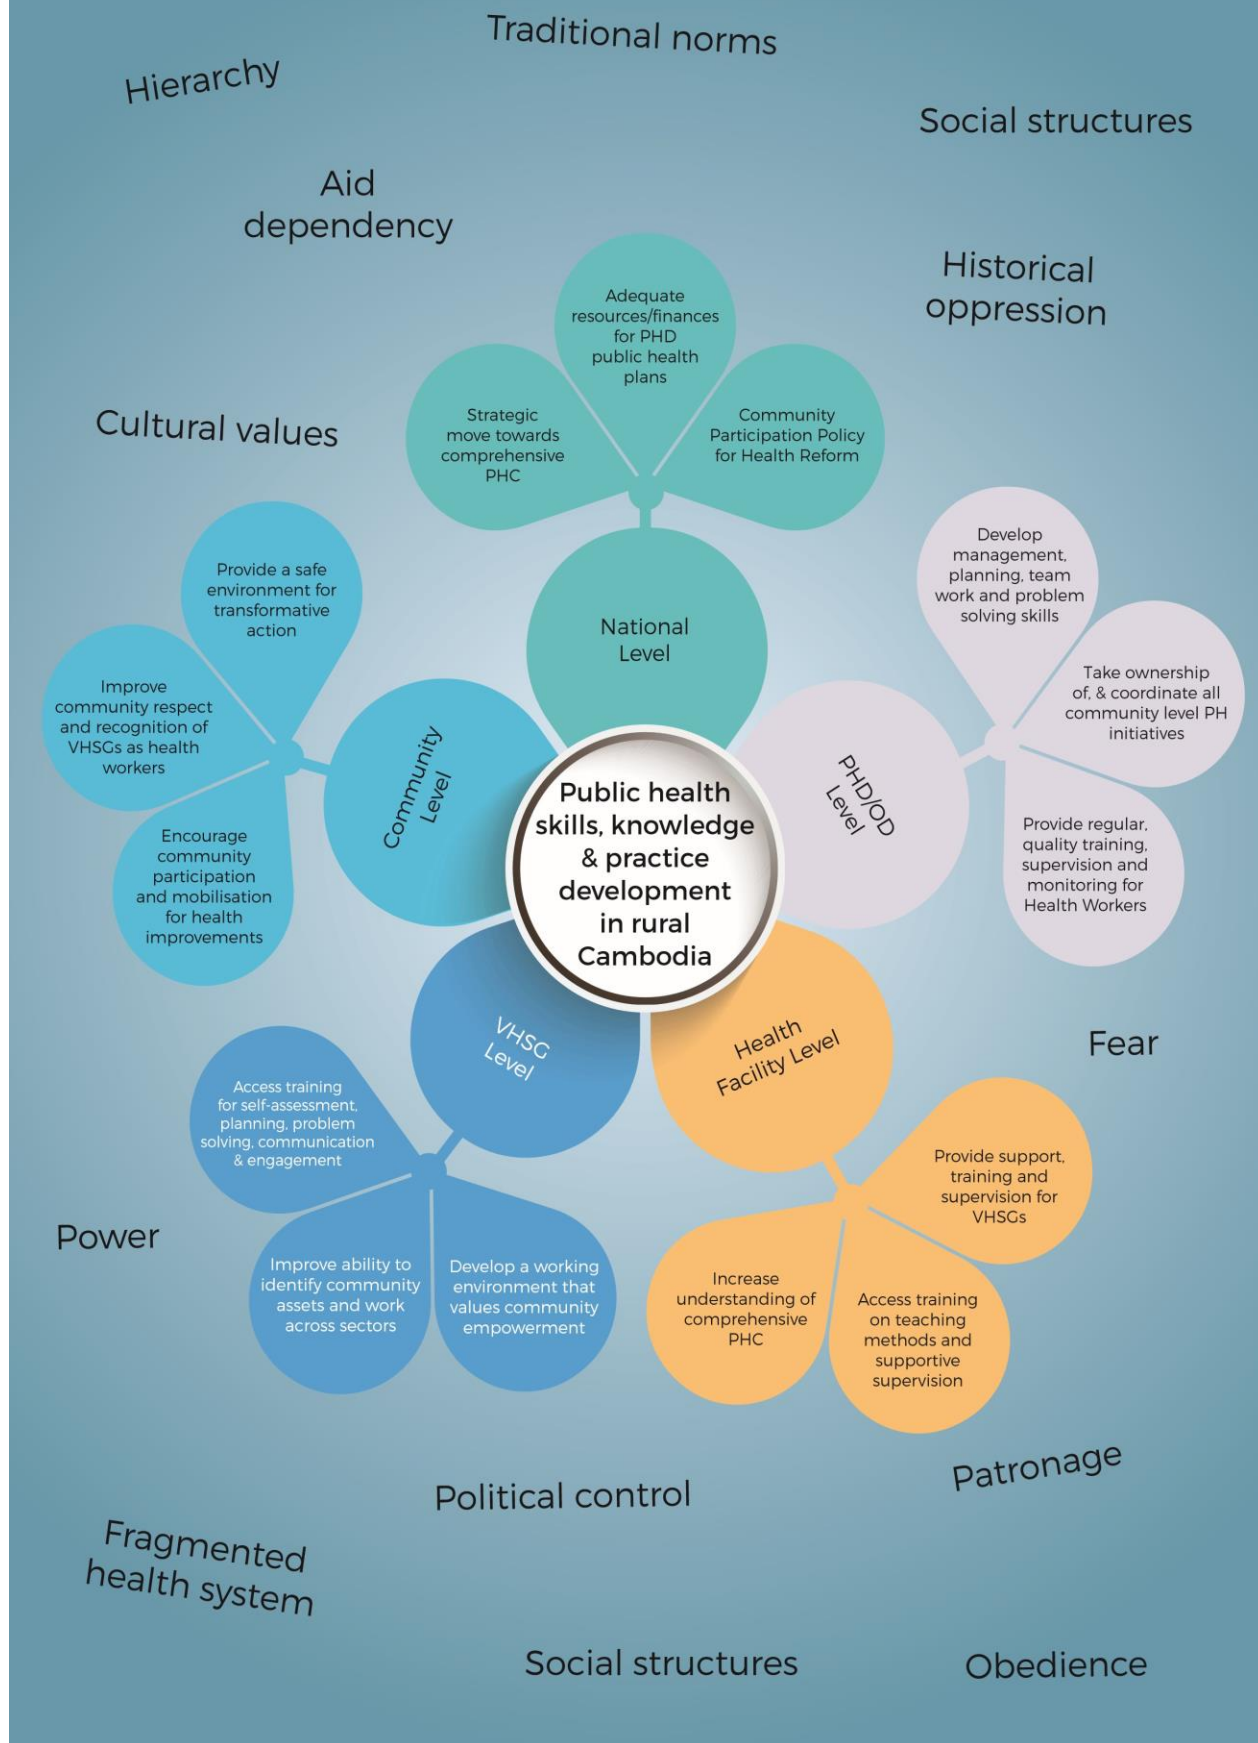 Traditional norms
Hierarchy
Social structures
Aid
dependency
Historical
oppression
Cultural values
Adequate
resources/finances
for PHD
public health
plans
Strategic
move towards
comprehensive
PHC
Community
Participation Policy
for Health Reform
National
Level
Provide a safe
environment for
transformative
action
Improve
community respect
and recognition of
VHSGs as health
workers
Encourage
community
participation
and mobilisation
for health
improvements
Community
Level
Develop
management,
planning, team
work and problem
solving skills
Take ownership
of, & coordinate all
community level PH
initiatives
Provide regular,
quality training,
supervision and
monitoring for
Health Workers
PHD/OD
Level
Public health
skills, knowledge
& practice
development
in rural
Cambodia
VHSG
Level
Health
Facility Level
Fear
Access training
for self-assessment,
planning, problem
solving, communication
& engagement
Improve ability to
identify community
assets and work
across sectors
Develop a working
environment that
values community
empowerment
Provide support,
training and
supervision for
VHSGs
Access training
on teaching
methods and
supportive
supervision
Increase
understanding of
comprehensive
PHC
Power
Political control
Patronage
Fragmented
health system
Social structures
Obedience